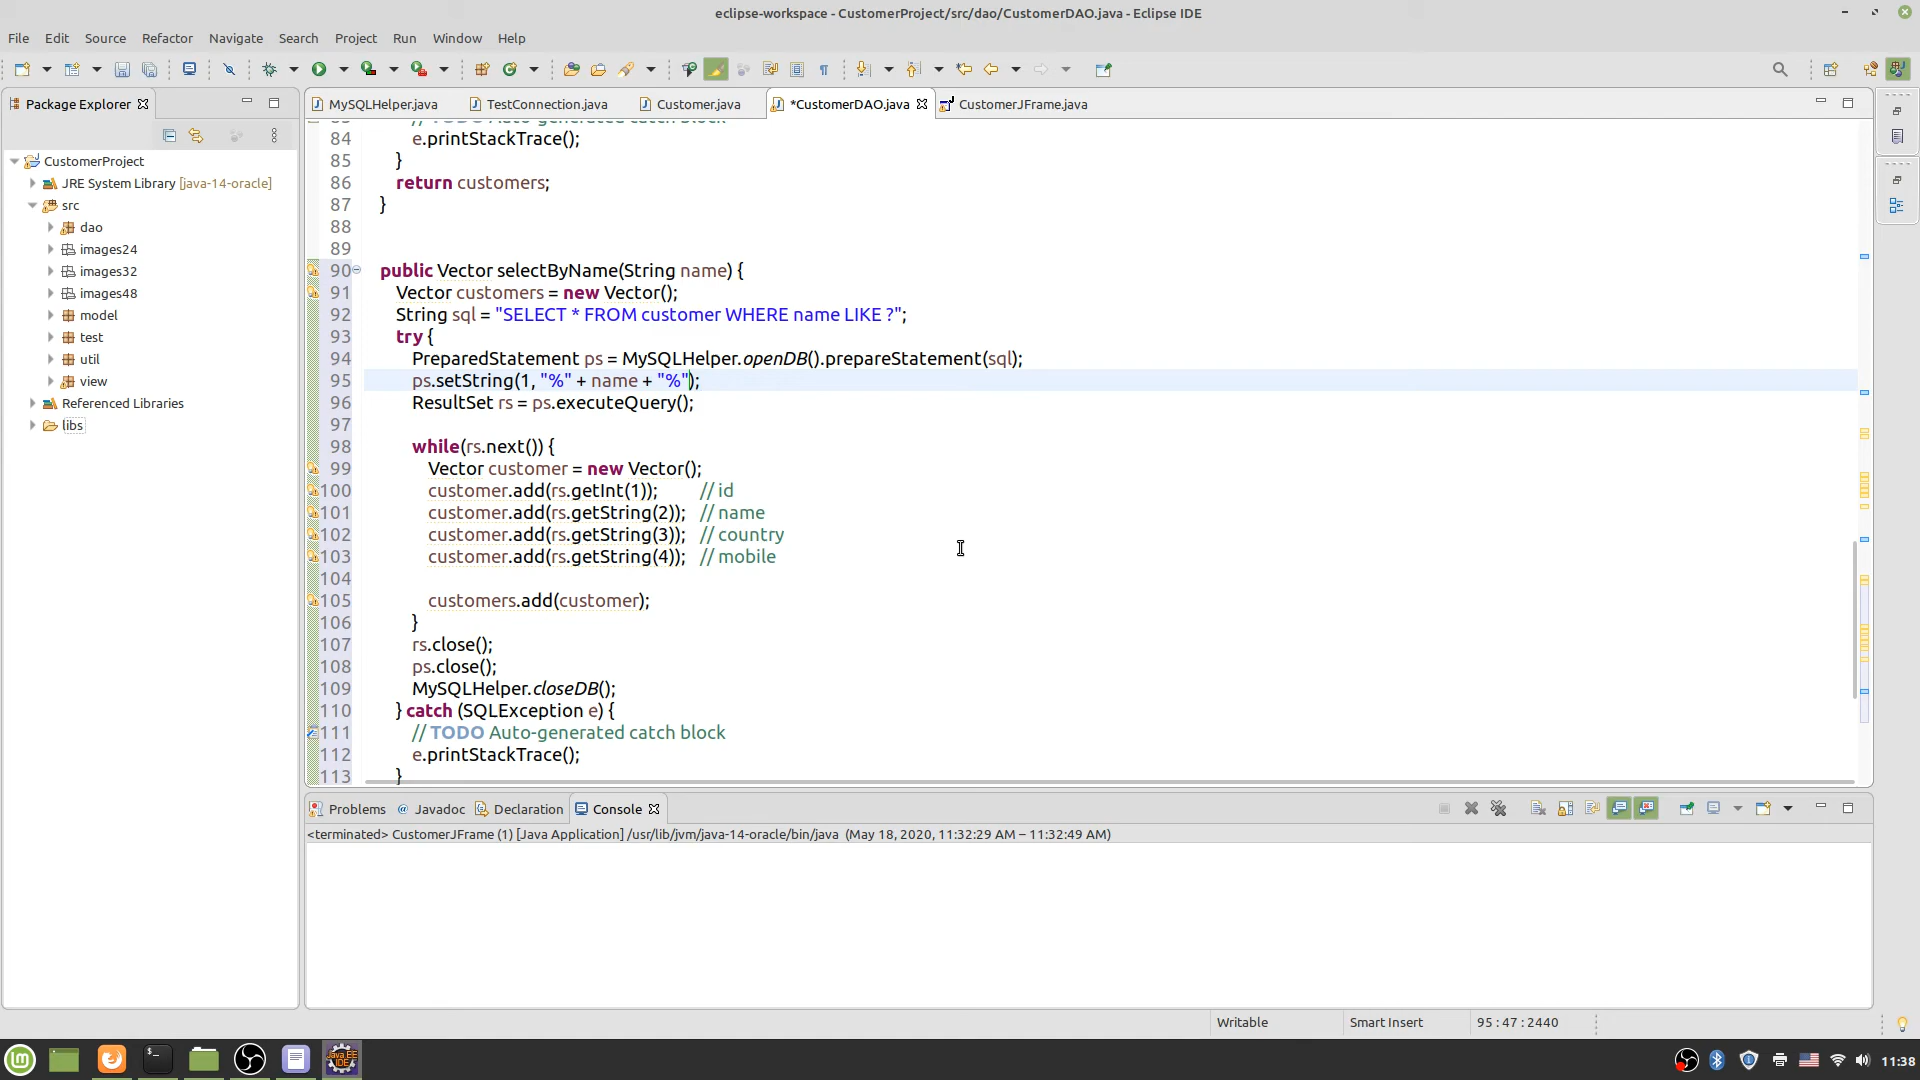 eclipse-workspace - CustomerProject/src/dao/CustomerDAO.java - Eclipse IDE
File Edit Source Refactor Navigate Search Project Run Window Help
Package Explorer
MySQLHelper.java TestConnection.java Customer.java *CustomerDAO.java CustomerJFrame.java
CustomerProject
JRE System Library [java-14-oracle]
src
dao
images24
images32
images48
model
test
util
view
Referenced Libraries
libs
// TODO Auto-generated catch block
84 e.printStackTrace();
85 }
86 return customers;
87 }
88
89
90 public Vector selectByName(String name) {
91 Vector customers = new Vector();
92 String sql = "SELECT * FROM customer WHERE name LIKE ?";
93 try {
94 PreparedStatement ps = MySQLHelper.openDB().prepareStatement(sql);
95 ps.setString(1, "%" + name + "%");
96 ResultSet rs = ps.executeQuery();
97
98 while(rs.next()) {
99 Vector customer = new Vector();
100 customer.add(rs.getInt(1)); // id
101 customer.add(rs.getString(2)); // name
102 customer.add(rs.getString(3)); // country
103 customer.add(rs.getString(4)); // mobile
104
105 customers.add(customer);
106 }
107 rs.close();
108 ps.close();
109 MySQLHelper.closeDB();
110 } catch (SQLException e) {
111 // TODO Auto-generated catch block
112 e.printStackTrace();
113 }
Problems Javadoc Declaration Console
<terminated> CustomerJFrame (1) [Java Application] /usr/lib/jvm/java-14-oracle/bin/java (May 18, 2020, 11:32:29 AM – 11:32:49 AM)
Writable Smart Insert 95 : 47 : 2440
Java EE IDE
11:38